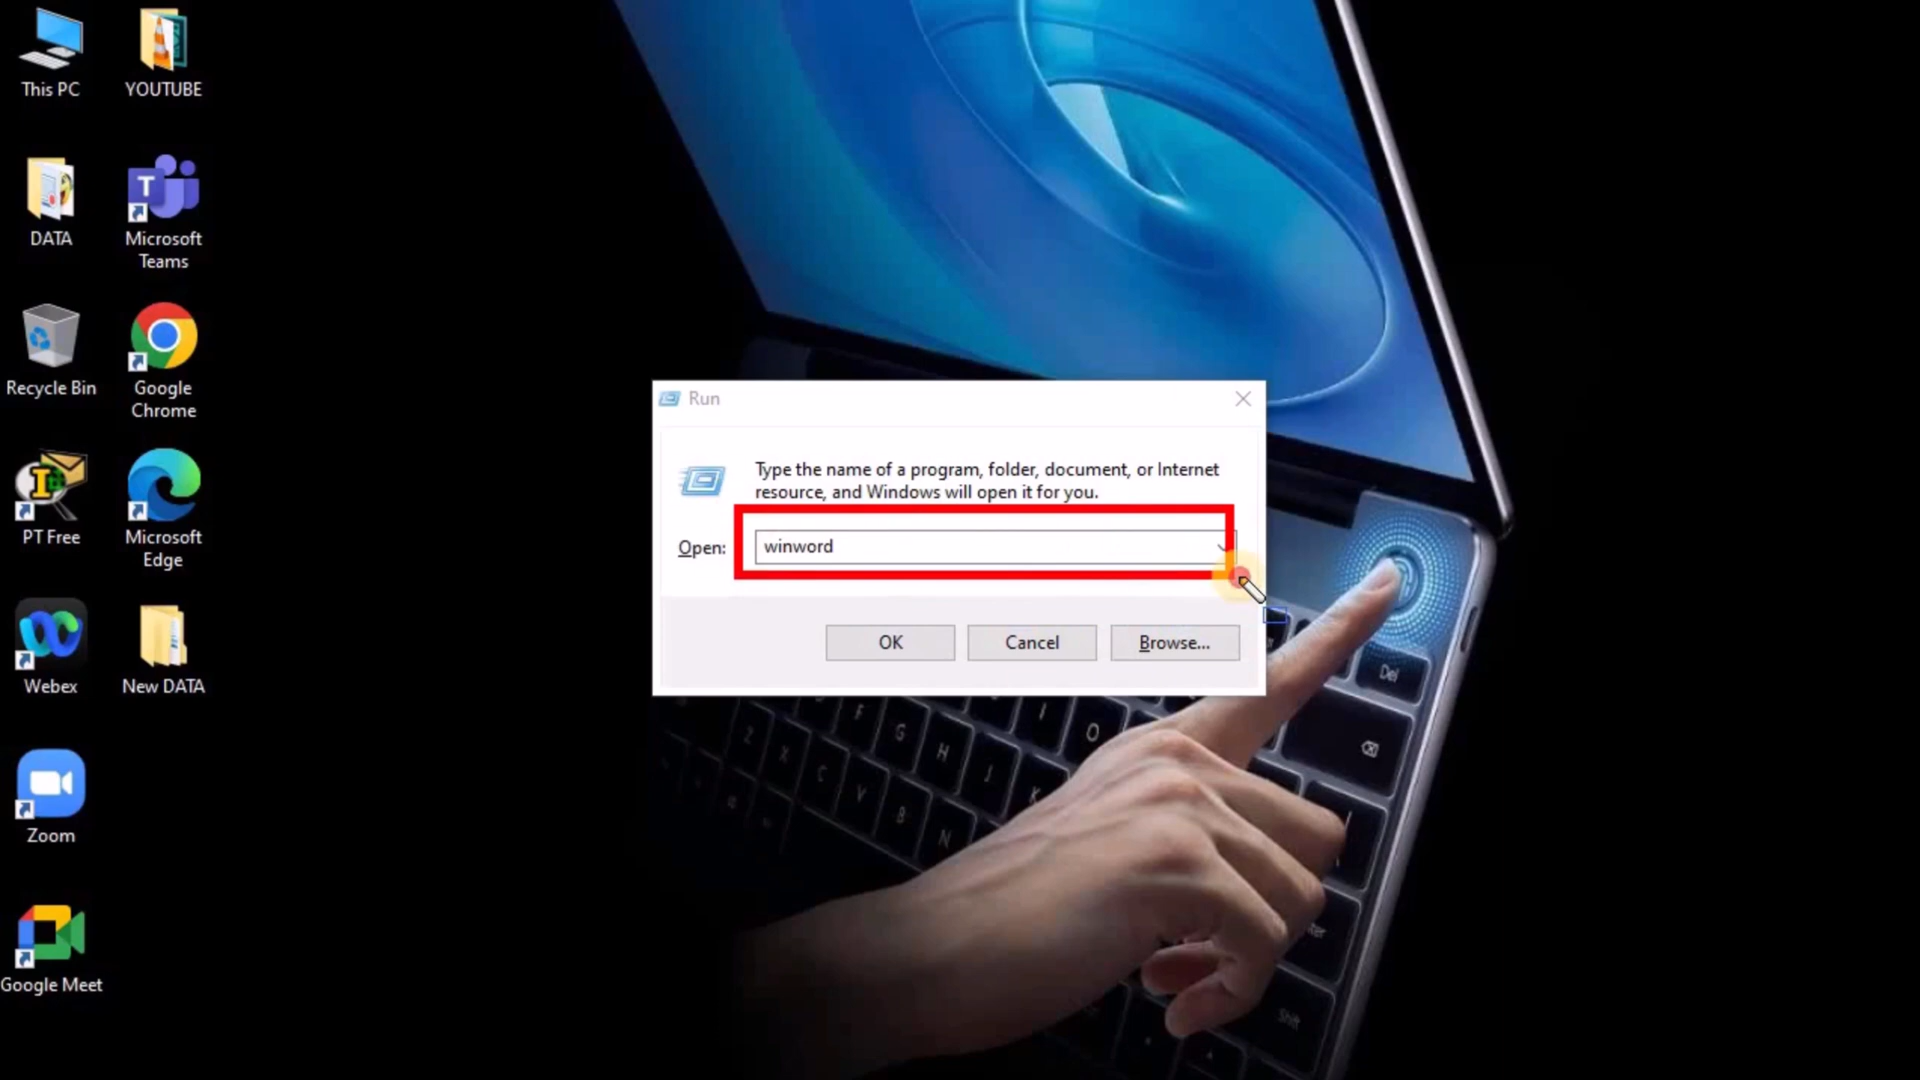 This PC
YOUTUBE
DATA
Microsoft
Teams
Recycle Bin
Google
Chrome
PT Free
Microsoft
Edge
Webex
New DATA
Zoom
Google Meet
Run
Type the name of a program, folder, document, or Internet
resource, and Windows will open it for you.
Open:
winword
OK
Cancel
Browse...
Del
I
O
F
G
H
J
K
Z
X
C
V
B
N
Shift